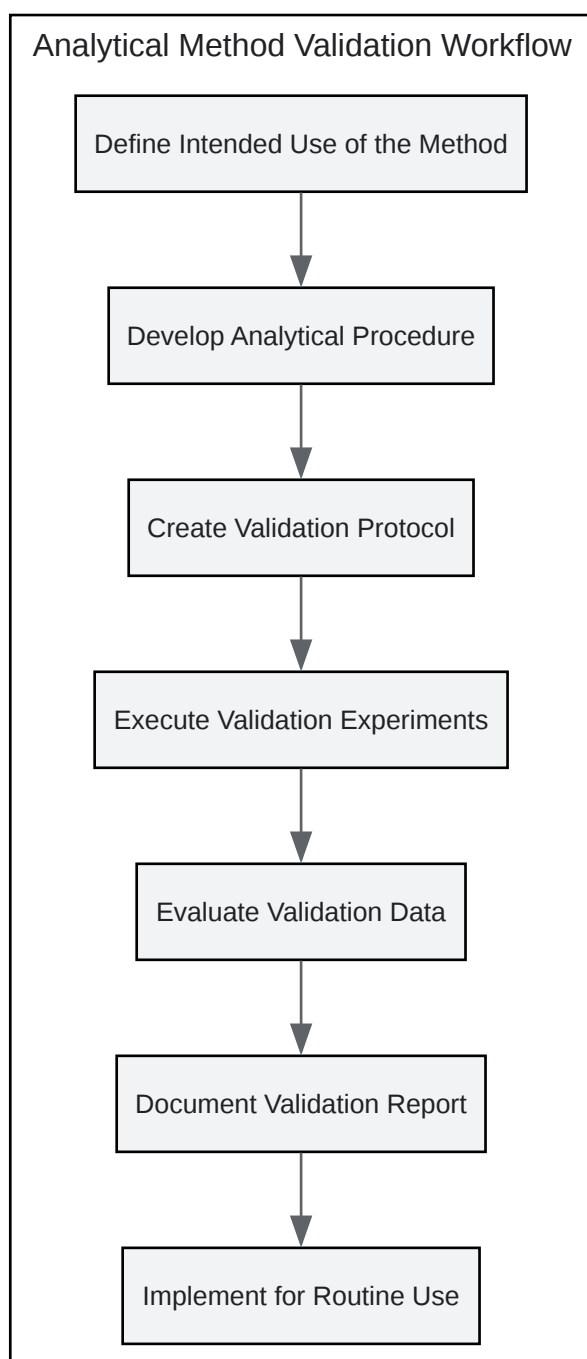 Analytical Method Validation Workflow
Define Intended Use of the Method
Develop Analytical Procedure
Create Validation Protocol
Execute Validation Experiments
Evaluate Validation Data
Document Validation Report
Implement for Routine Use